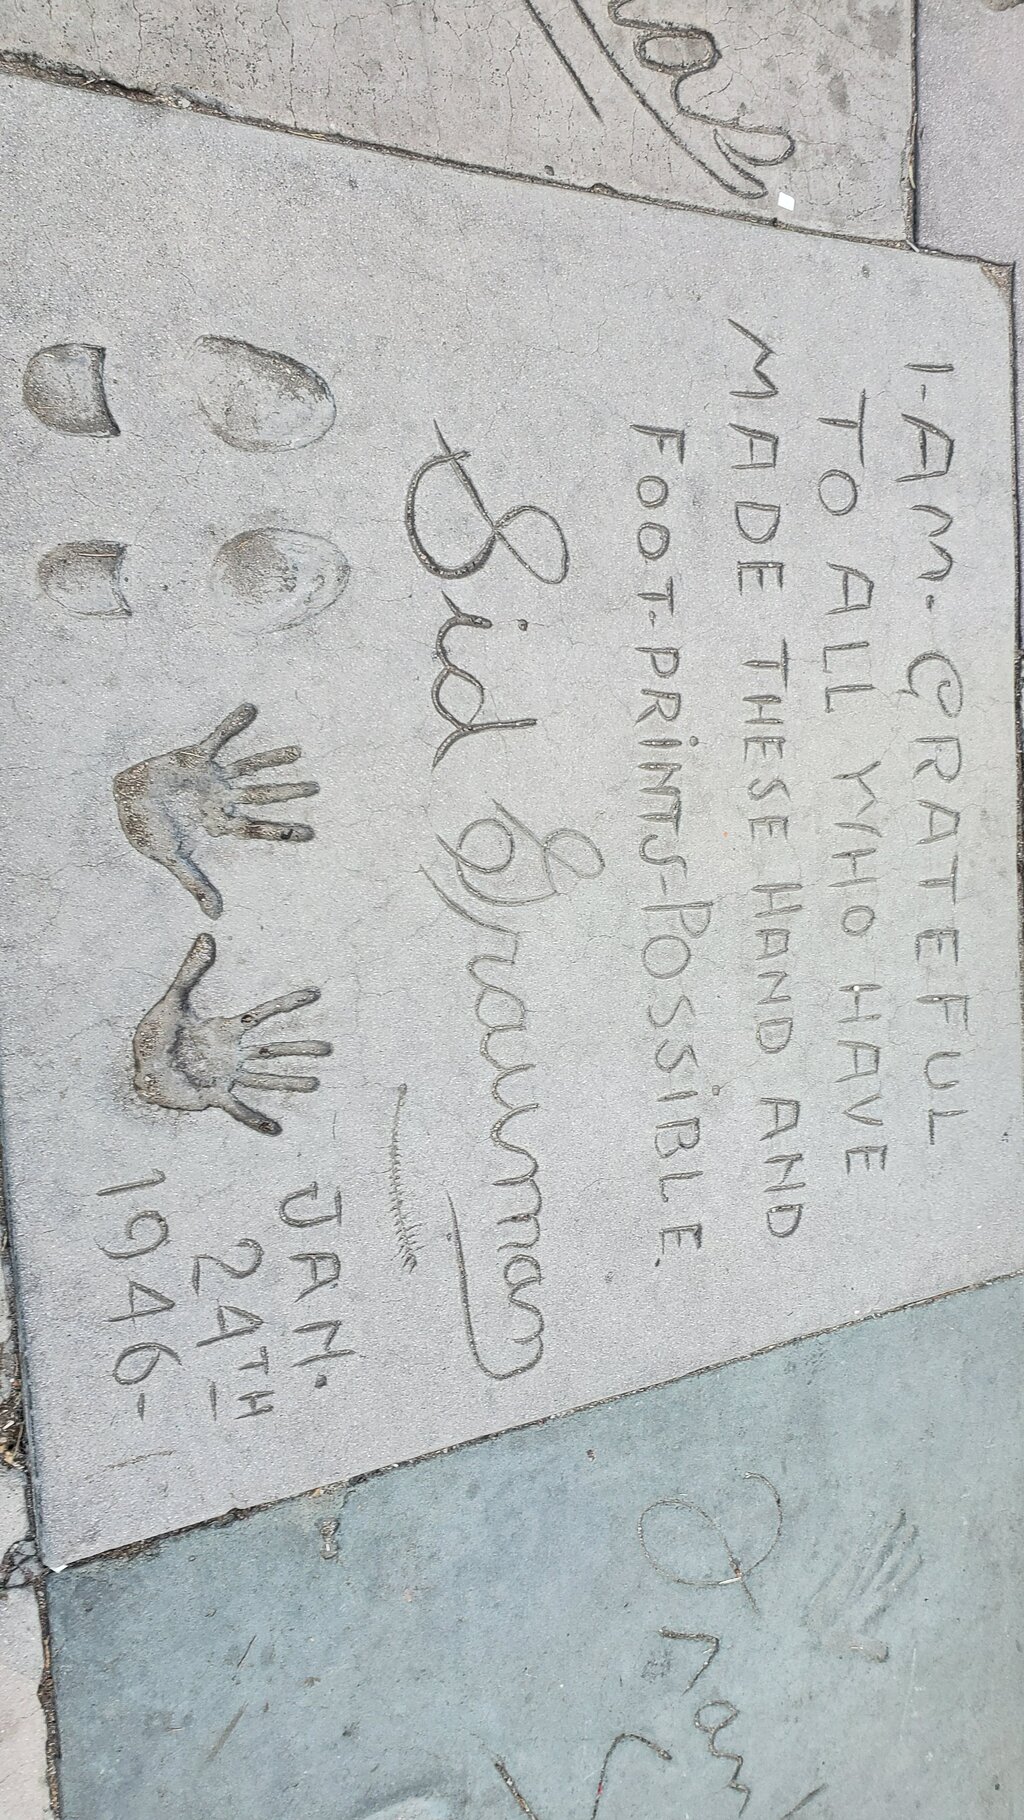 I-AM-GRATEFUL
TO ALL WHO HAVE
MADE THESE HAND AND
FOOT-PRINTS-POSSIBLE.
Sid Grauman
JAN.
24TH
1946-